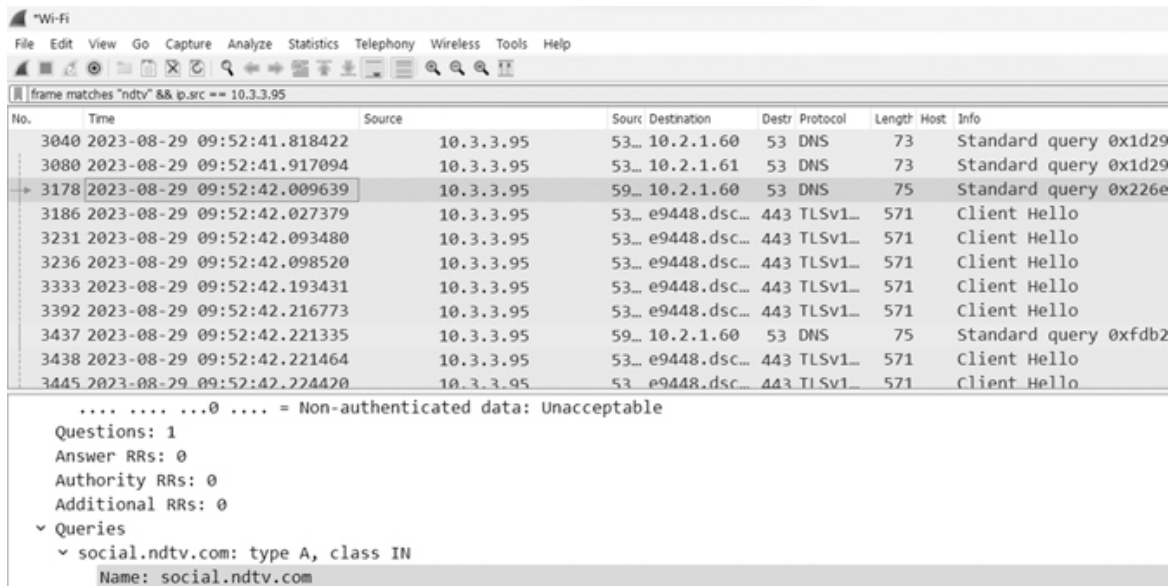 *Wi-Fi
File Edit View Go Capture Analyze Statistics Telephony Wireless Tools Help
frame matches "ndtv" && ip.src == 10.3.3.95
No. Time Source Sourc Destination Destr Protocol Length Host Info
3040 2023-08-29 09:52:41.818422 10.3.3.95 53… 10.2.1.60 53 DNS 73 Standard query 0x1d29
3080 2023-08-29 09:52:41.917094 10.3.3.95 53… 10.2.1.61 53 DNS 73 Standard query 0x1d29
3178 2023-08-29 09:52:42.009639 10.3.3.95 59… 10.2.1.60 53 DNS 75 Standard query 0x226e
3186 2023-08-29 09:52:42.027379 10.3.3.95 53… e9448.dsc… 443 TLSv1… 571 Client Hello
3231 2023-08-29 09:52:42.093480 10.3.3.95 53… e9448.dsc… 443 TLSv1… 571 Client Hello
3236 2023-08-29 09:52:42.098520 10.3.3.95 53… e9448.dsc… 443 TLSv1… 571 Client Hello
3333 2023-08-29 09:52:42.193431 10.3.3.95 53… e9448.dsc… 443 TLSv1… 571 Client Hello
3392 2023-08-29 09:52:42.216773 10.3.3.95 53… e9448.dsc… 443 TLSv1… 571 Client Hello
3437 2023-08-29 09:52:42.221335 10.3.3.95 59… 10.2.1.60 53 DNS 75 Standard query 0xfdb2
3438 2023-08-29 09:52:42.221464 10.3.3.95 53… e9448.dsc… 443 TLSv1… 571 Client Hello
3445 2023-08-29 09:52:42.224420 10.3.3.95 53 e9448.dsc… 443 TLSv1… 571 Client Hello
.... .... ...0 .... = Non-authenticated data: Unacceptable
Questions: 1
Answer RRs: 0
Authority RRs: 0
Additional RRs: 0
Queries
social.ndtv.com: type A, class IN
Name: social.ndtv.com